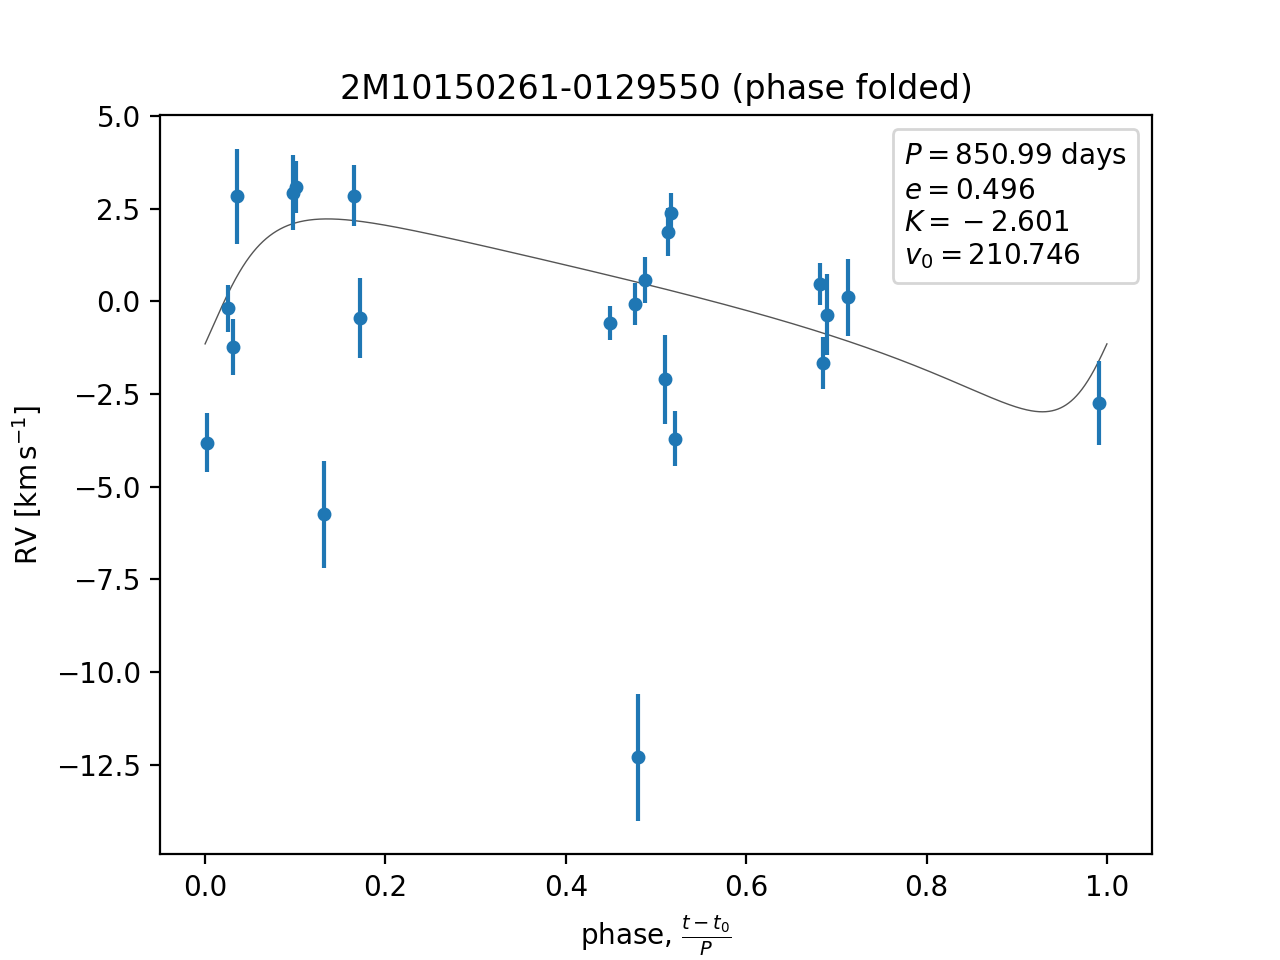 2M10150261-0129550 (phase folded)
P = 850.99 days
e = 0.496
K = −2.601
v₀ = 210.746
5.0
2.5
0.0
−2.5
−5.0
−7.5
−10.0
−12.5
RV [km s⁻¹]
0.0 0.2 0.4 0.6 0.8 1.0
phase, (t − t₀)/P